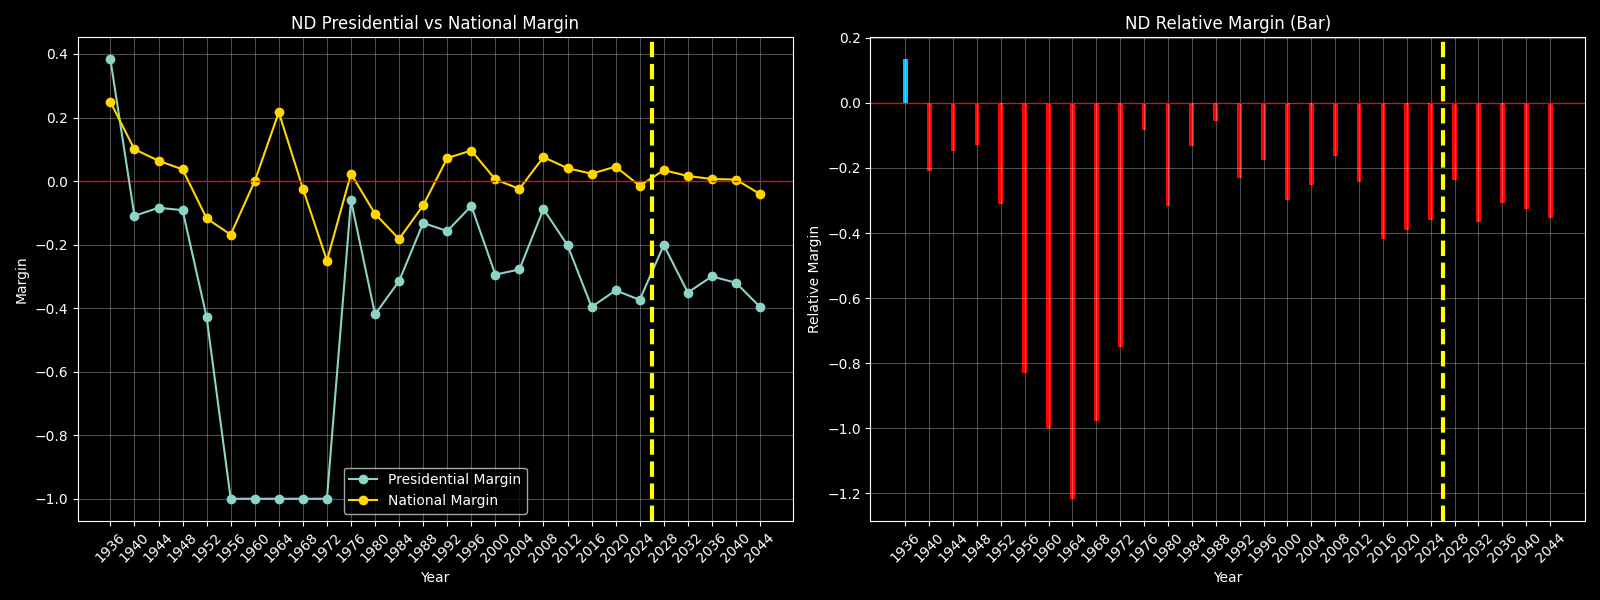 ND Presidential vs National Margin
Margin
0.4
0.2
0.0
−0.2
−0.4
−0.6
−0.8
−1.0
Presidential Margin
National Margin
1936 1940 1944 1948 1952 1956 1960 1964 1968 1972 1976 1980 1984 1988 1992 1996 2000 2004 2008 2012 2016 2020 2024 2028 2032 2036 2040 2044
Year
ND Relative Margin (Bar)
Relative Margin
0.2
0.0
−0.2
−0.4
−0.6
−0.8
−1.0
−1.2
1936 1940 1944 1948 1952 1956 1960 1964 1968 1972 1976 1980 1984 1988 1992 1996 2000 2004 2008 2012 2016 2020 2024 2028 2032 2036 2040 2044
Year